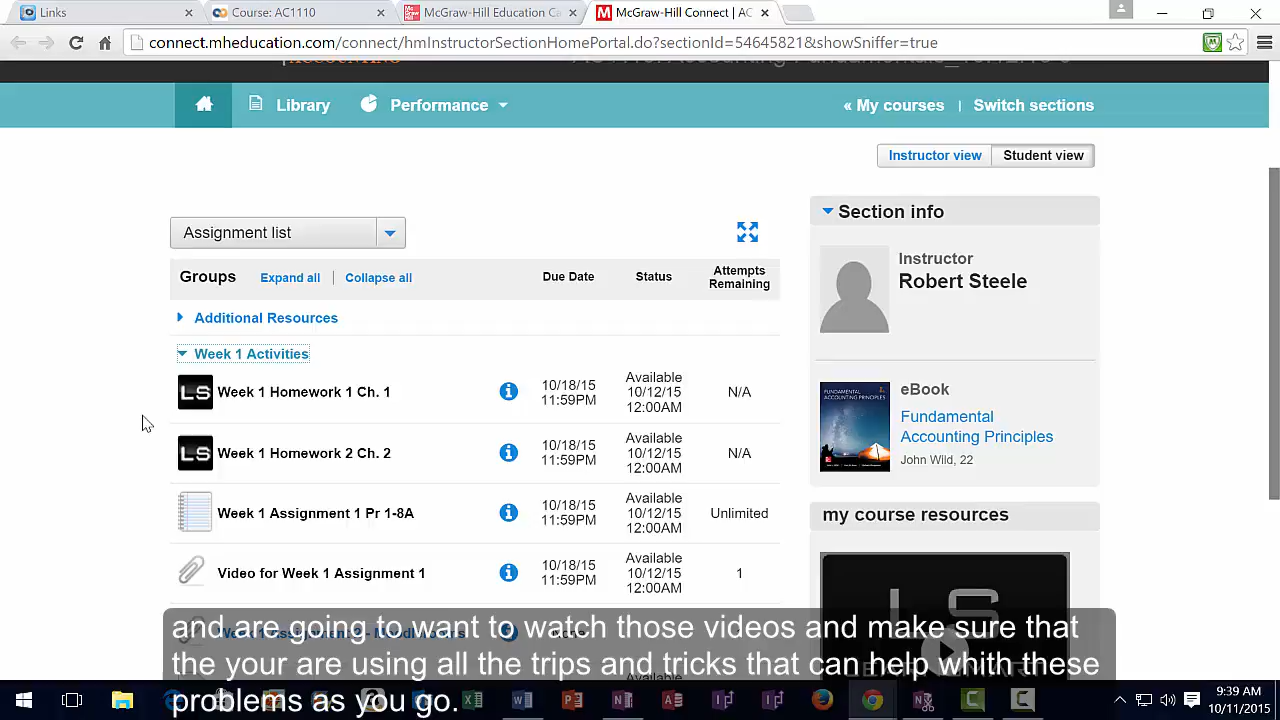 Links
Course: AC1110
McGraw-Hill Education Ca
McGraw-Hill Connect | AC
connect.mheducation.com/connect/hmInstructorSectionHomePortal.do?sectionId=54645821&showSniffer=true
Library
Performance
« My courses | Switch sections
Instructor view
Student view
Assignment list
Section info
Groups Expand all | Collapse all
Due Date
Status
Attempts
Remaining
Instructor
Robert Steele
Additional Resources
Week 1 Activities
LS Week 1 Homework 1 Ch. 1
10/18/15
11:59PM
Available
10/12/15
12:00AM
N/A
eBook
Fundamental
Accounting Principles
John Wild, 22
FUNDAMENTAL
ACCOUNTING PRINCIPLES
LS Week 1 Homework 2 Ch. 2
10/18/15
11:59PM
Available
10/12/15
12:00AM
N/A
Week 1 Assignment 1 Pr 1-8A
10/18/15
11:59PM
Available
10/12/15
12:00AM
Unlimited
my course resources
LS
Video for Week 1 Assignment 1
10/18/15
11:59PM
Available
10/12/15
12:00AM
1
and are going to want to watch those videos and make sure that
the your are using all the trips and tricks that can help whith these
problems as you go.
9:39 AM
10/11/2015